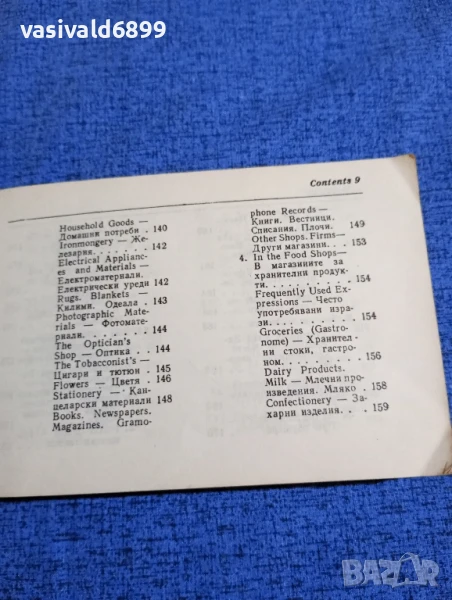 vasivald6899
Contents 9
Household Goods —
Домашни потреби . 140
Ironmongery — Же-
лезария. . . . . 142
Electrical Applianc-
es and Materials —
Електроматериали.
Електрически уреди 142
Rugs. Blankets —
Килими. Одеала . 143
Photographic Mate-
rials — Фотомате-
риали. . . . . . 144
The Optician's
Shop — Оптика . . 144
The Tobacconist's —
Цигари и тютюн . 145
Flowers — Цветя . 146
Stationery — Кан-
целарски материали 148
Books. Newspapers.
Magazines. Gramo-
phone Records —
Книги. Вестници.
Списания. Плочи. 149
Other Shops. Firms—
Други магазини. . . 153
4. In the Food Shops—
В магазините за
хранителни продук-
ти. . . . . . . . 154
Frequently Used Ex-
pressions — Често
употребявани изра-
зи. . . . . . . . 154
Groceries (Gastro-
nome) — Хранител-
ни стоки, гастро-
ном. . . . . . . 156
Dairy Products.
Milk — Млечни про-
изведения. Мляко . 158
Confectionery — За-
харни изделия. . . 159
BAZAR